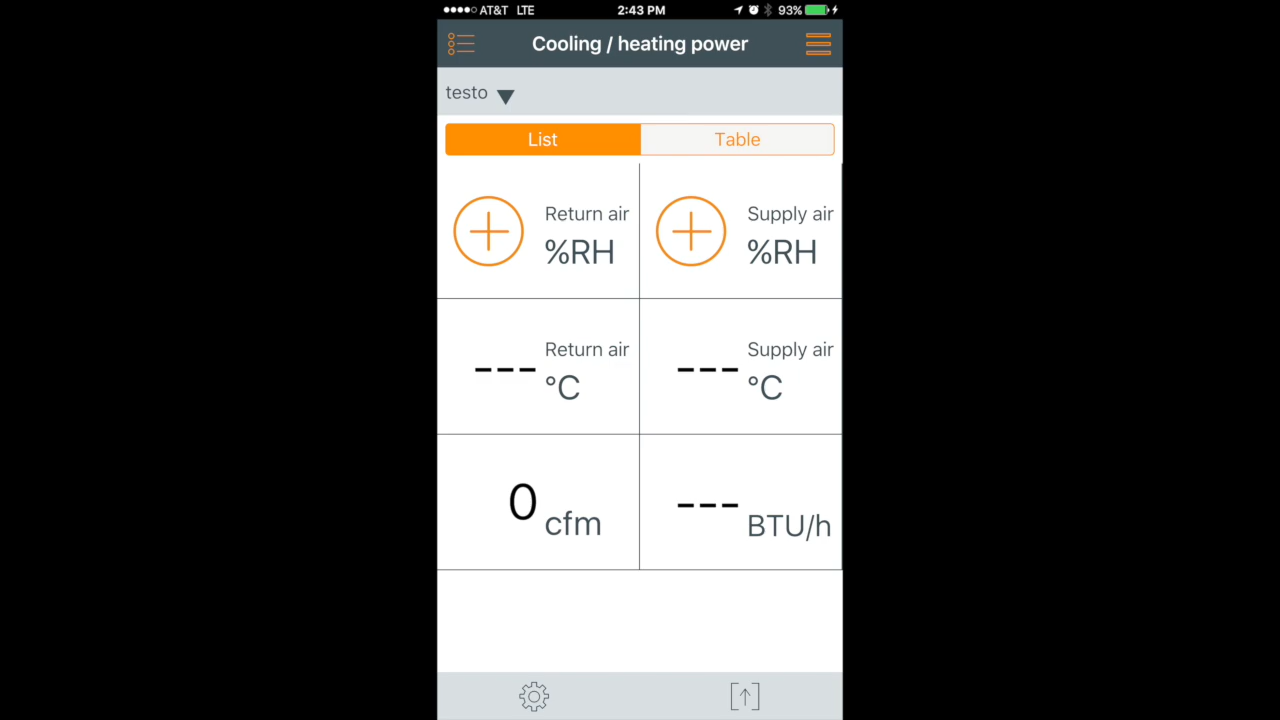 AT&T LTE 2:43 PM 93%
Cooling / heating power
testo
List Table
Return air Supply air
%RH %RH
Return air Supply air
--- °C --- °C
0 cfm --- BTU/h